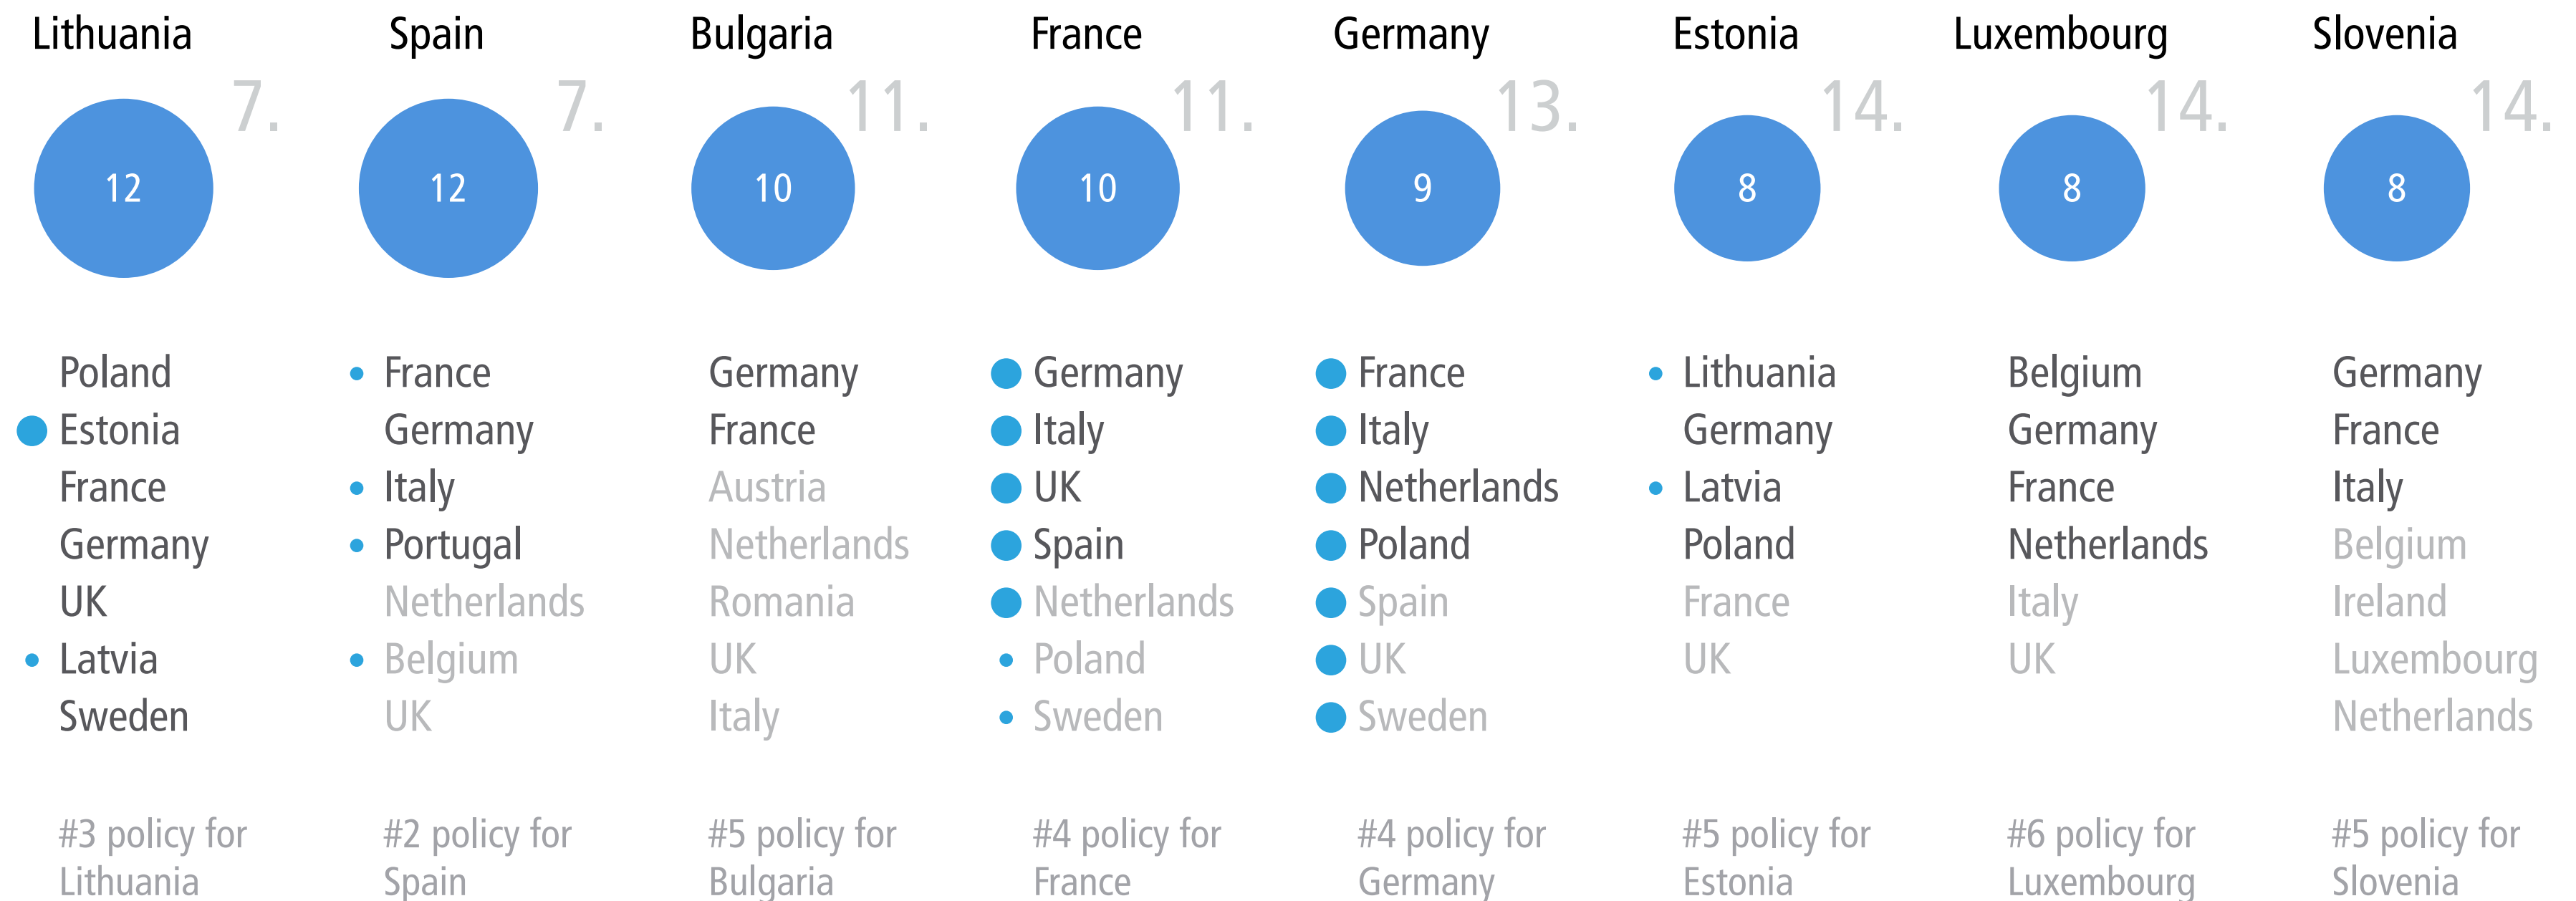 Lithuania
7.
12
Poland
Estonia
France
Germany
UK
Latvia
Sweden
#3 policy for
Lithuania
Spain
7.
12
France
Germany
Italy
Portugal
Netherlands
Belgium
UK
#2 policy for
Spain
Bulgaria
11.
10
Germany
France
Austria
Netherlands
Romania
UK
Italy
#5 policy for
Bulgaria
France
11.
10
Germany
Italy
UK
Spain
Netherlands
Poland
Sweden
#4 policy for
France
Germany
13.
9
France
Italy
Netherlands
Poland
Spain
UK
Sweden
#4 policy for
Germany
Estonia
14.
8
Lithuania
Germany
Latvia
Poland
France
UK
#5 policy for
Estonia
Luxembourg
14.
8
Belgium
Germany
France
Netherlands
Italy
UK
#6 policy for
Luxembourg
Slovenia
14.
8
Germany
France
Italy
Belgium
Ireland
Luxembourg
Netherlands
#5 policy for
Slovenia